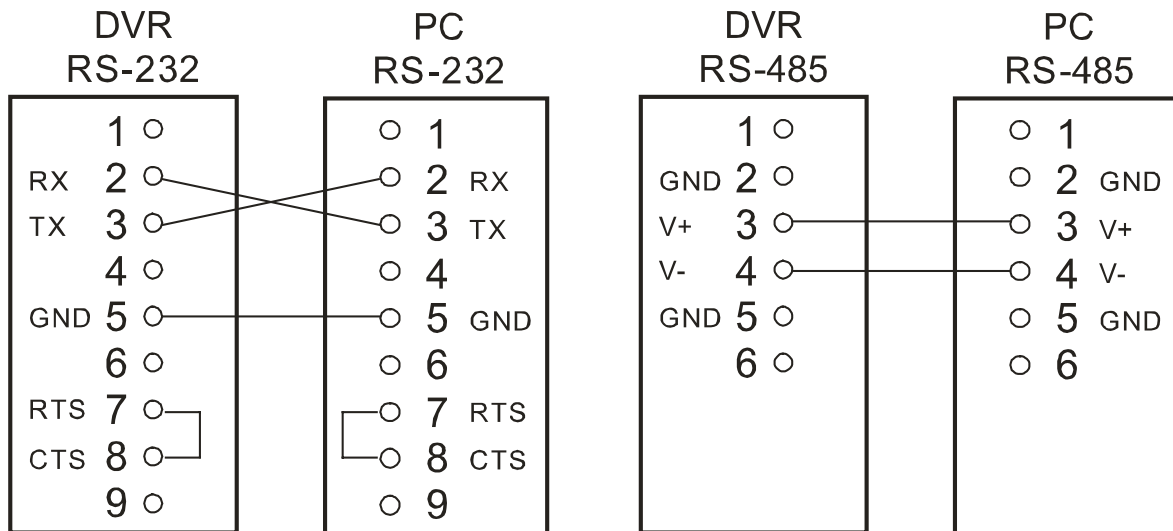 DVR PC DVR PC
RS-232 RS-232 RS-485 RS-485
1 1 1 1
RX 2 2 RX GND 2 2 GND
TX 3 3 TX V+ 3 3 V+
4 4 V- 4 4 V-
GND 5 5 GND GND 5 5 GND
6 6 6 6
RTS 7 7 RTS
CTS 8 8 CTS
9 9